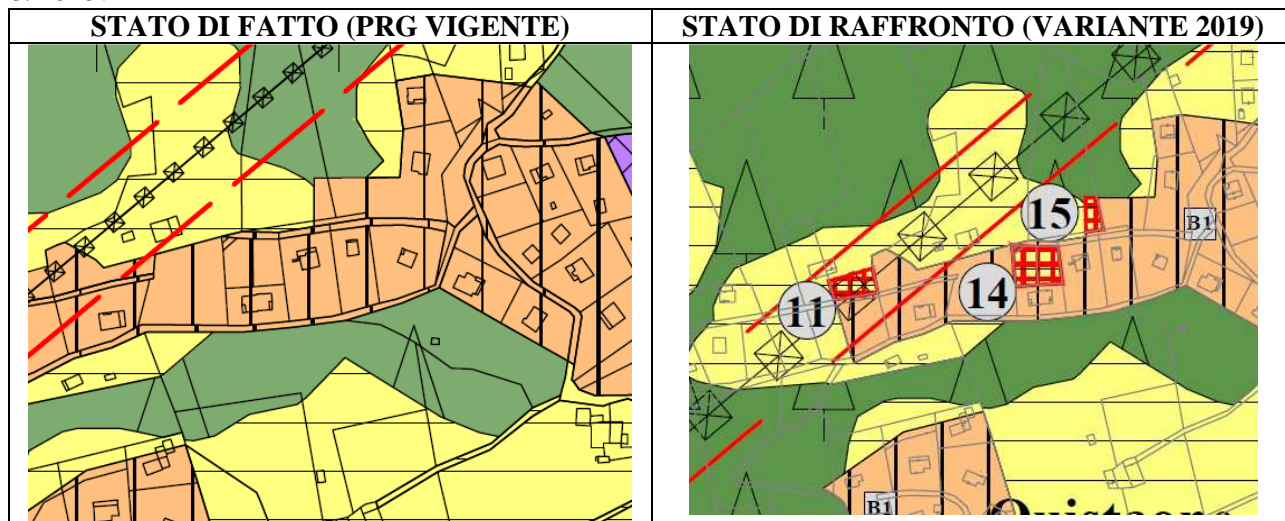 STATO DI FATTO (PRG VIGENTE)
STATO DI RAFFRONTO (VARIANTE 2019)
15
B1
14
11
B1